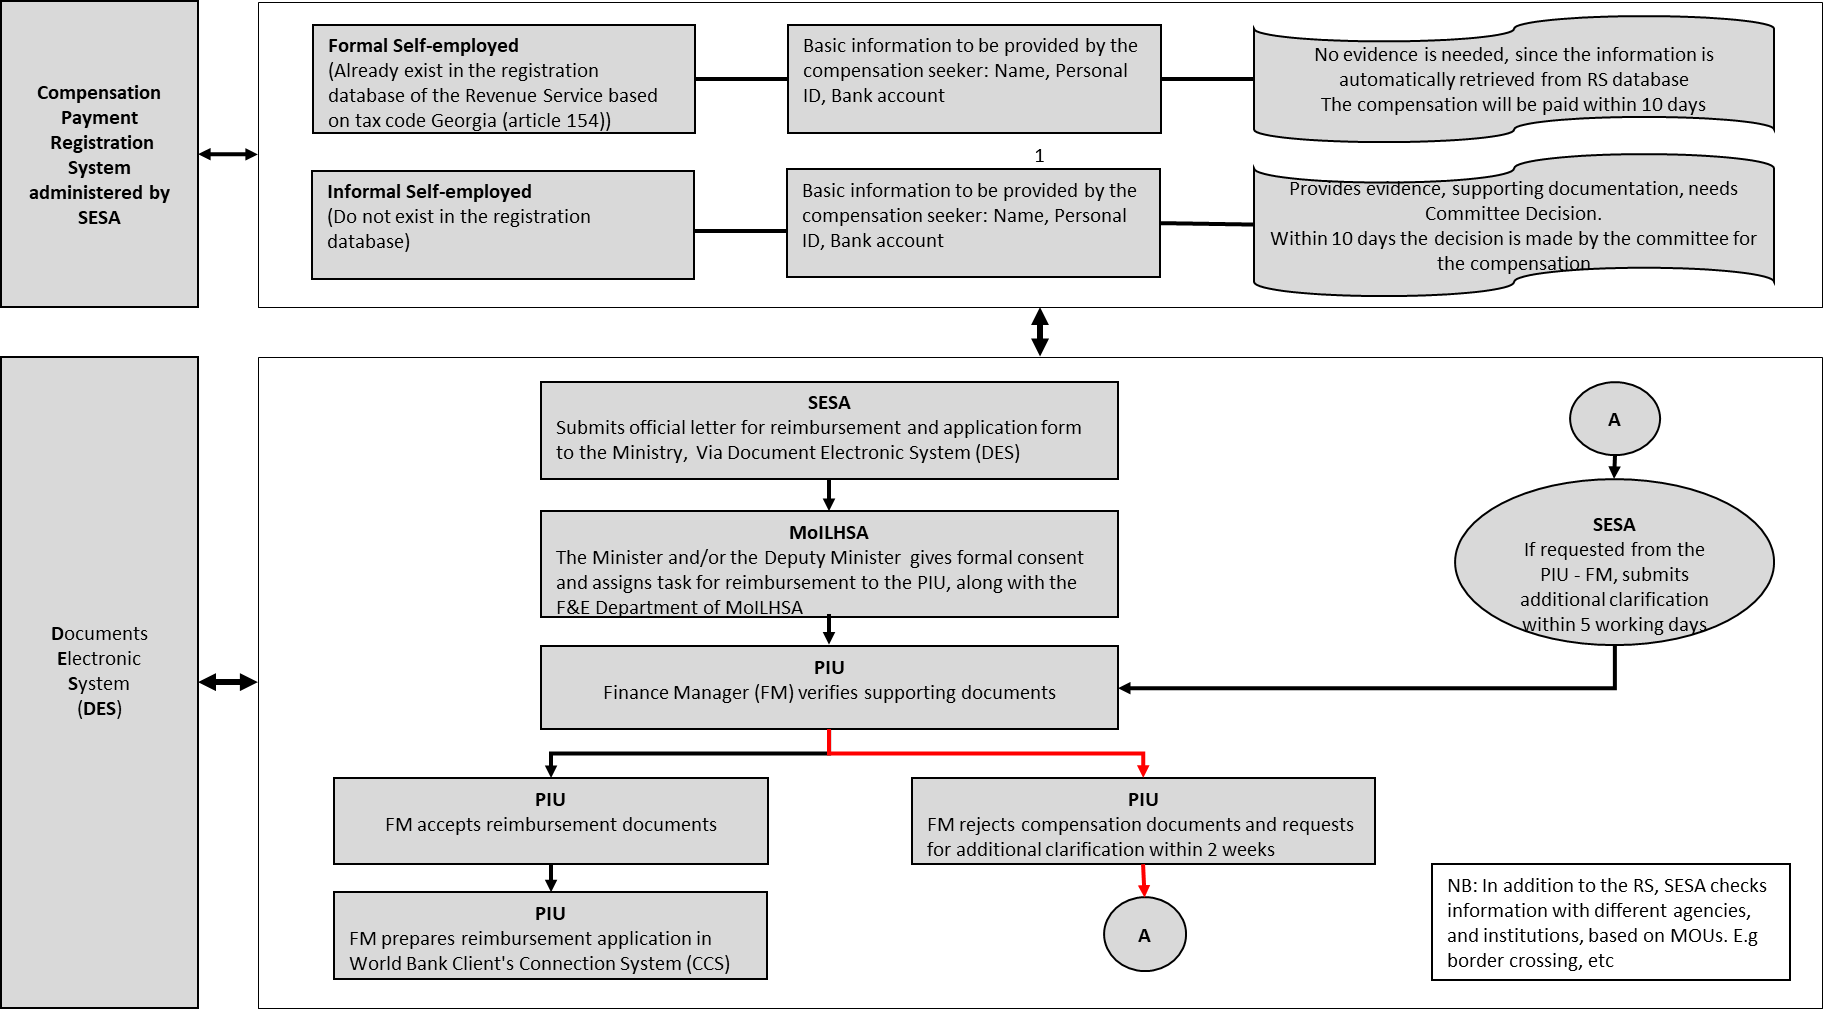 Compensation
Payment
Registration
System
administered by
SESA
Formal Self-employed
(Already exist in the registration
database of the Revenue Service based
on tax code Georgia (article 154))
Basic information to be provided by the
compensation seeker: Name, Personal
ID, Bank account
No evidence is needed, since the information is
automatically retrieved from RS database
The compensation will be paid within 10 days
1
Informal Self-employed
(Do not exist in the registration
database)
Basic information to be provided by the
compensation seeker: Name, Personal
ID, Bank account
Provides evidence, supporting documentation, needs
Committee Decision.
Within 10 days the decision is made by the committee for
the compensation
Documents
Electronic
System
(DES)
SESA
Submits official letter for reimbursement and application form
to the Ministry, Via Document Electronic System (DES)
MoILHSA
The Minister and/or the Deputy Minister gives formal consent
and assigns task for reimbursement to the PIU, along with the
F&E Department of MoILHSA
PIU
Finance Manager (FM) verifies supporting documents
A
SESA
If requested from the
PIU - FM, submits
additional clarification
within 5 working days
PIU
FM accepts reimbursement documents
PIU
FM rejects compensation documents and requests
for additional clarification within 2 weeks
PIU
FM prepares reimbursement application in
World Bank Client's Connection System (CCS)
A
NB: In addition to the RS, SESA checks
information with different agencies,
and institutions, based on MOUs. E.g
border crossing, etc